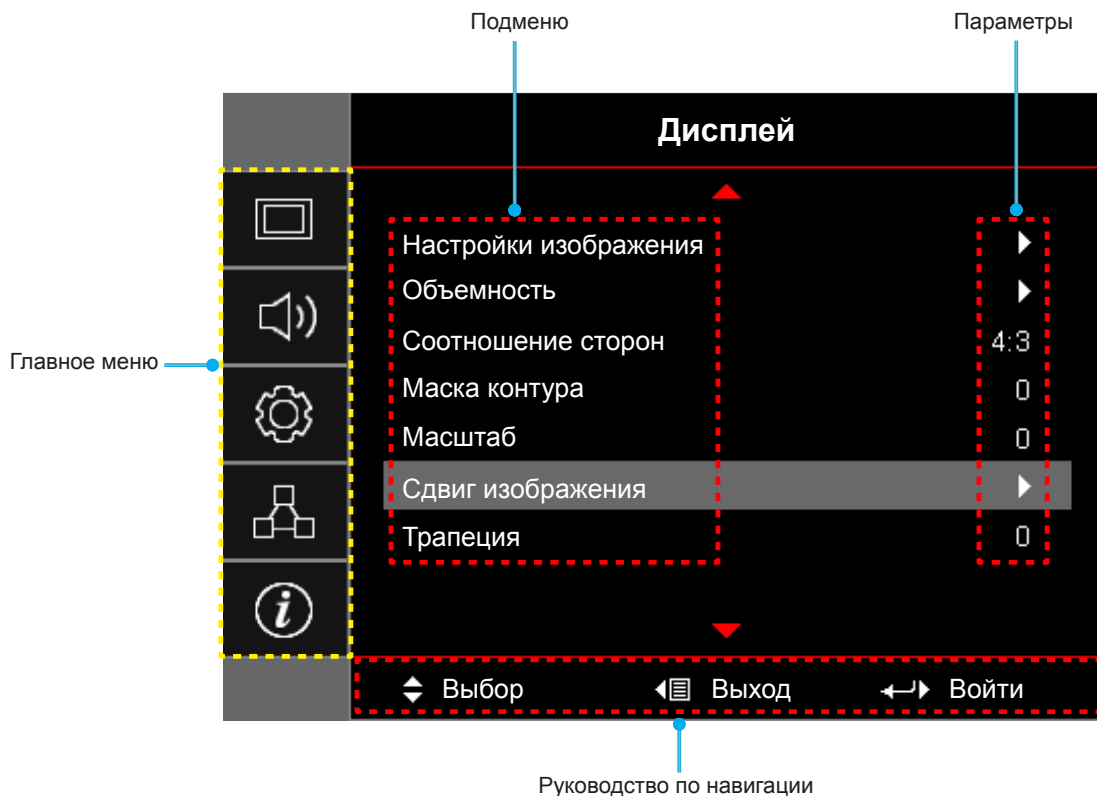 Подменю
Параметры
Дисплей
Настройки изображения
Объемность
Соотношение сторон 4:3
Маска контура 0
Масштаб 0
Сдвиг изображения
Трапеция 0
Главное меню
Выбор Выход Войти
Руководство по навигации